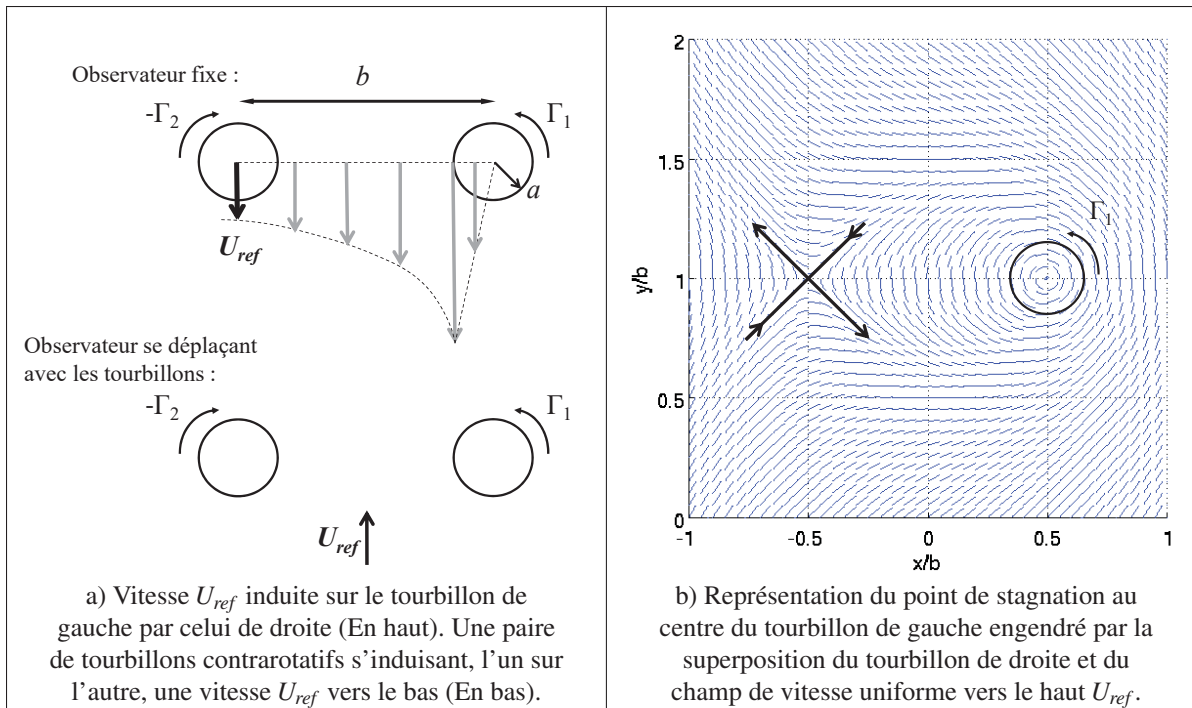 Observateur fixe :
b
-Γ2
Γ1
a
Uref
Observateur se déplaçant
avec les tourbillons :
-Γ2
Γ1
Uref
a) Vitesse Uref induite sur le tourbillon de
gauche par celui de droite (En haut). Une paire
de tourbillons contrarotatifs s'induisant, l'un sur
l'autre, une vitesse Uref vers le bas (En bas).
2
1.5
1
0.5
0
y/b
Γ1
-1
-0.5
0
0.5
1
x/b
b) Représentation du point de stagnation au
centre du tourbillon de gauche engendré par la
superposition du tourbillon de droite et du
champ de vitesse uniforme vers le haut Uref.